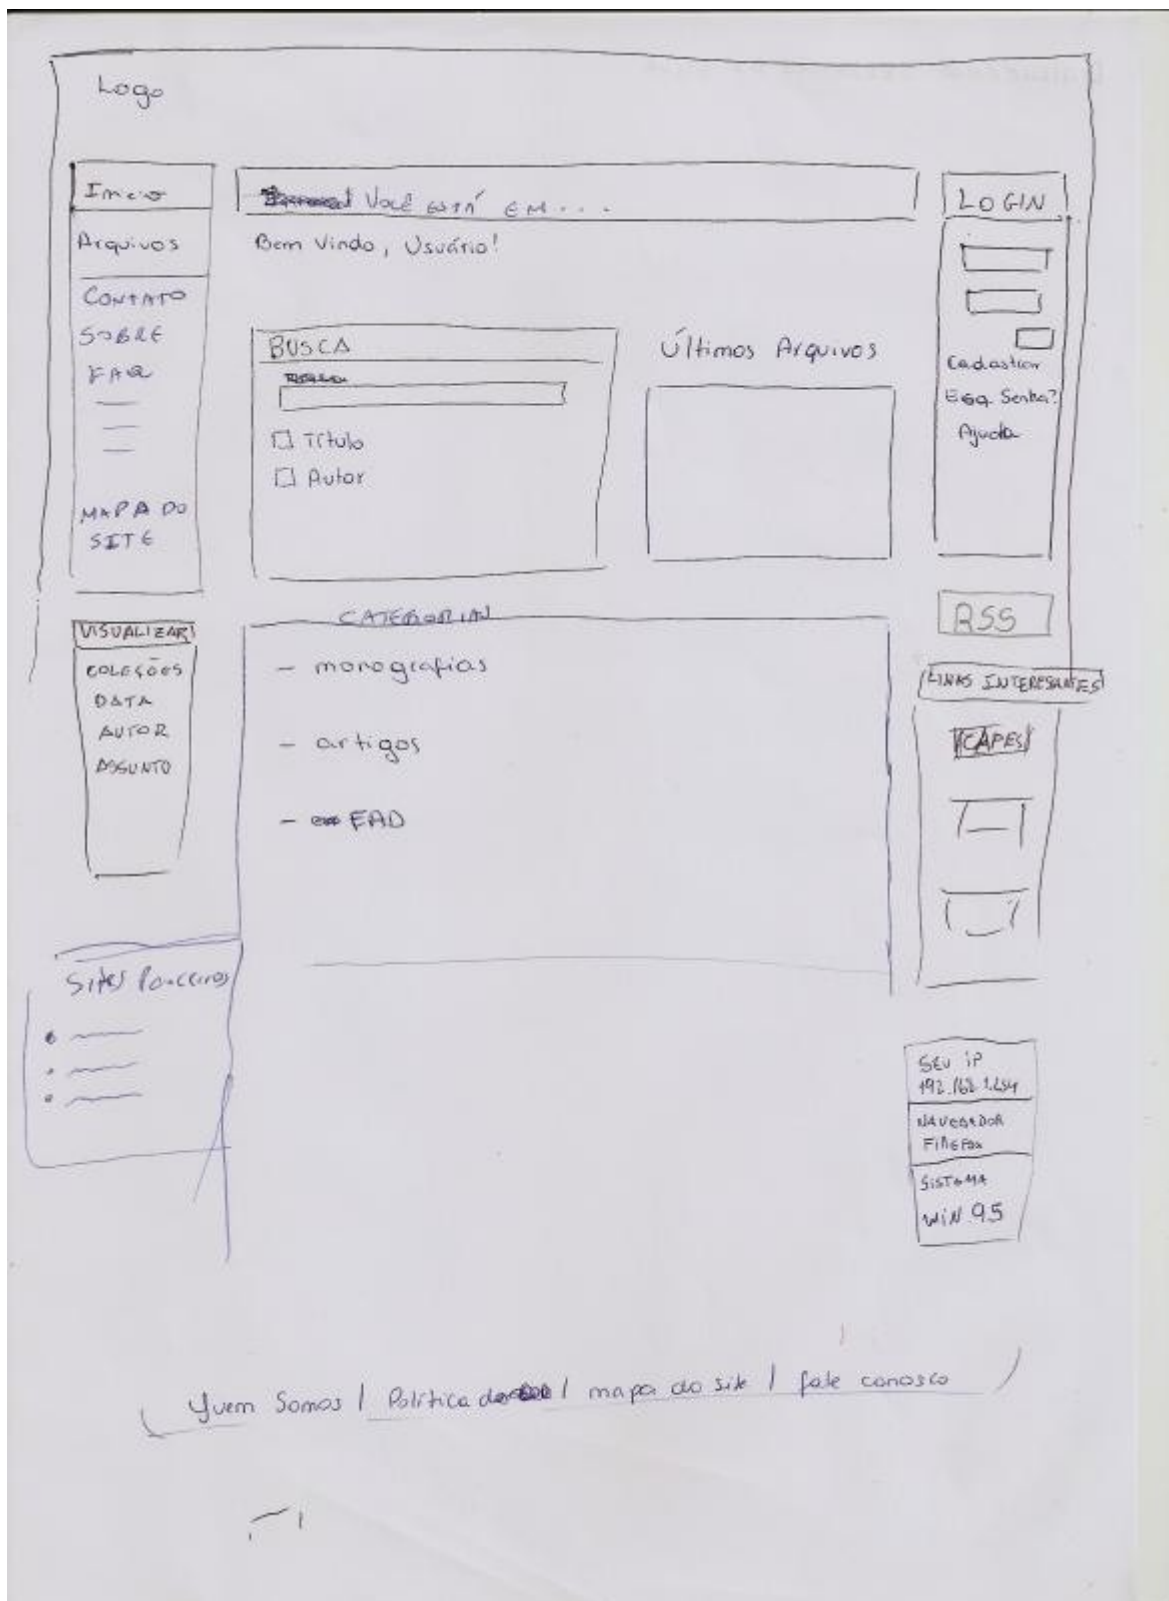 Logo
Início
Arquivos
CONTATO
SOBRE
FAQ
MAPA DO
SITE
VISUALIZAR
COLEÇÕES
DATA
AUTOR
ASSUNTO
Sites Parceiros
Você ESTÁ EM...
Bem Vindo, Usuário!
BUSCA
Título
Autor
Últimos Arquivos
CATEGORIAS
- monografias
- artigos
- EAD
LOGIN
Cadastrar
Esq. Senha?
Ajuda
RSS
LINKS INTERESANTES
CAPES
SEU IP
192.168.1.254
NAVEGADOR
FIREFOX
SISTEMA
WIN 95
Quem Somos | Política de | mapa do site | fale conosco